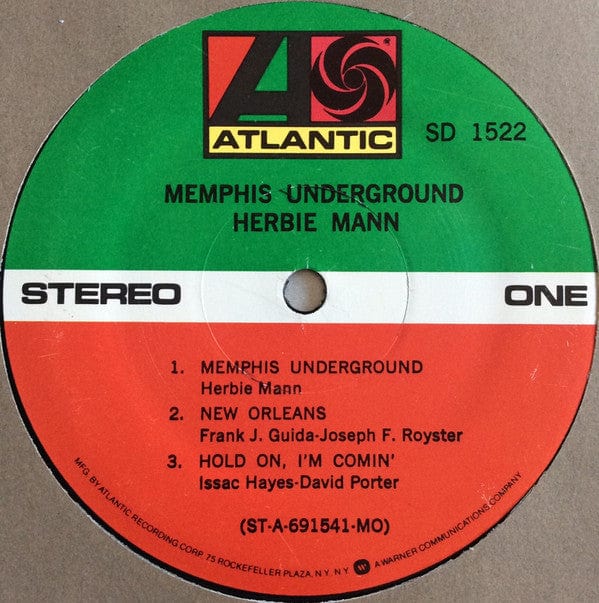 ATLANTIC
SD 1522
MEMPHIS UNDERGROUND
HERBIE MANN
STEREO
ONE
1. MEMPHIS UNDERGROUND
Herbie Mann
2. NEW ORLEANS
Frank J. Guida-Joseph F. Royster
3. HOLD ON, I'M COMIN'
Issac Hayes-David Porter
(ST-A-691541-MO)
MFG. BY ATLANTIC RECORDING CORP. 75 ROCKEFELLER PLAZA, N.Y. N.Y. W A WARNER COMMUNICATIONS COMPANY